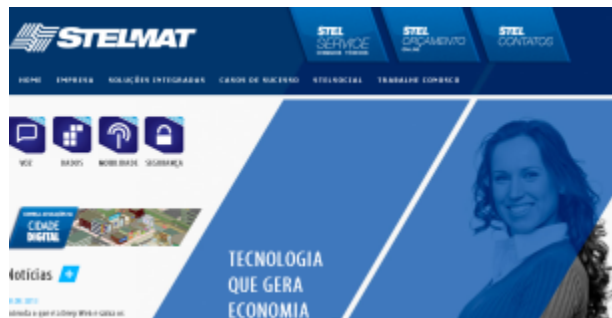 STELMAT
STEL
SERVICE
STEL
ORÇAMENTO
STEL
CONTATOS
HOME EMPRESA SOLUÇÕES INTEGRADAS CASOS DE SUCESSO STELSOCIAL TRABALHE CONOSCO
VOZ DADOS MOBILIDADE SEGURANÇA
CIDADE
DIGITAL
TECNOLOGIA
QUE GERA
ECONOMIA
Notícias +